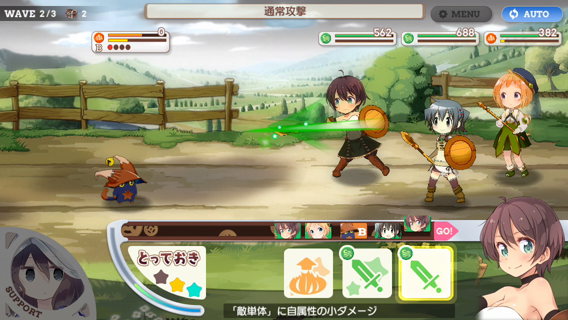 WAVE 2/3 2
通常攻撃
MENU
AUTO
0
B
562
688
382
B
GO!
とっておき
SUPPORT
「敵単体」に自属性の小ダメージ